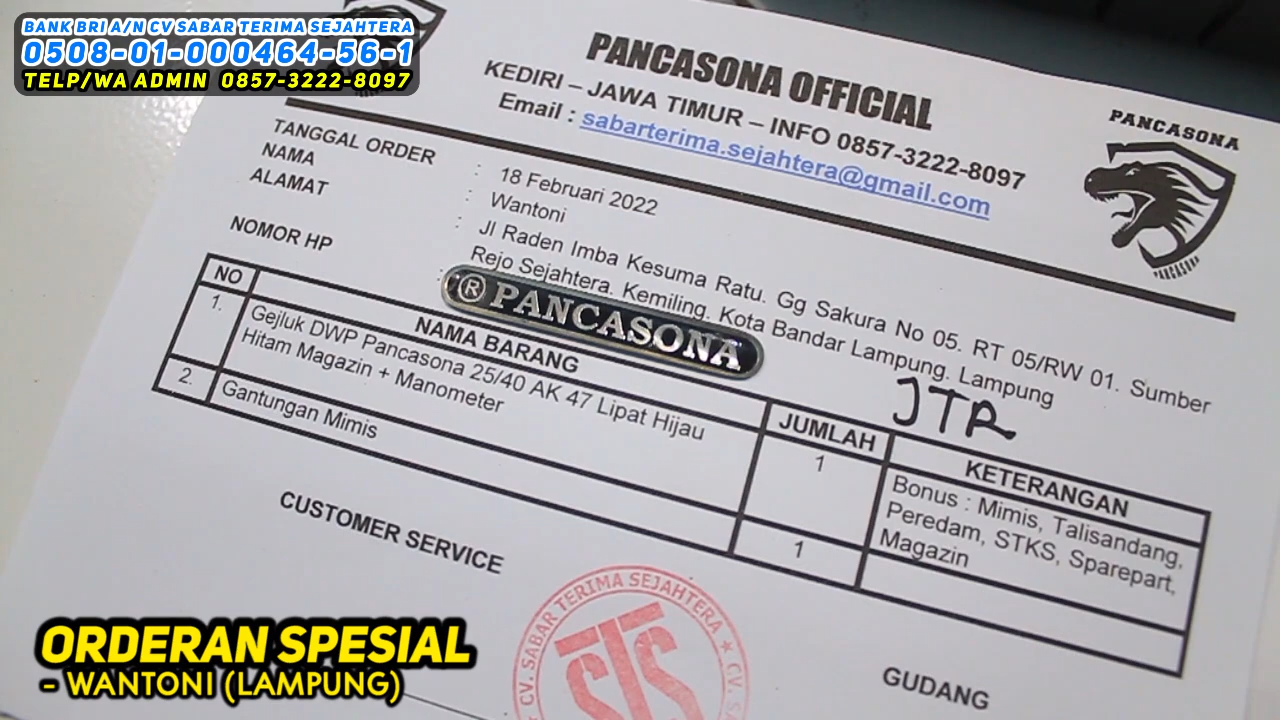 BANK BRI A/N CV SABAR TERIMA SEJAHTERA
0508-01-000464-56-1
TELP/WA ADMIN 0857-3222-8097
PANCASONA OFFICIAL
KEDIRI – JAWA TIMUR – INFO 0857-3222-8097
Email : sabarterima.sejahtera@gmail.com
PANCASONA
PANCASONA
TANGGAL ORDER : 18 Februari 2022
NAMA : Wantoni
ALAMAT : Jl Raden Imba Kesuma Ratu. Gg Sakura No 05. RT 05/RW 01. Sumber
Rejo Sejahtera. Kemiling. Kota Bandar Lampung. Lampung
NOMOR HP :
® PANCASONA
JTR
NO NAMA BARANG JUMLAH KETERANGAN
1. Gejluk DWP Pancasona 25/40 AK 47 Lipat Hijau 1 Bonus : Mimis, Talisandang,
Hitam Magazin + Manometer Peredam, STKS, Sparepart,
Magazin
2. Gantungan Mimis 1
CUSTOMER SERVICE
GUDANG
CV. SABAR TERIMA SEJAHTERA ★ CV. SA
STS
ORDERAN SPESIAL
- WANTONI (LAMPUNG)